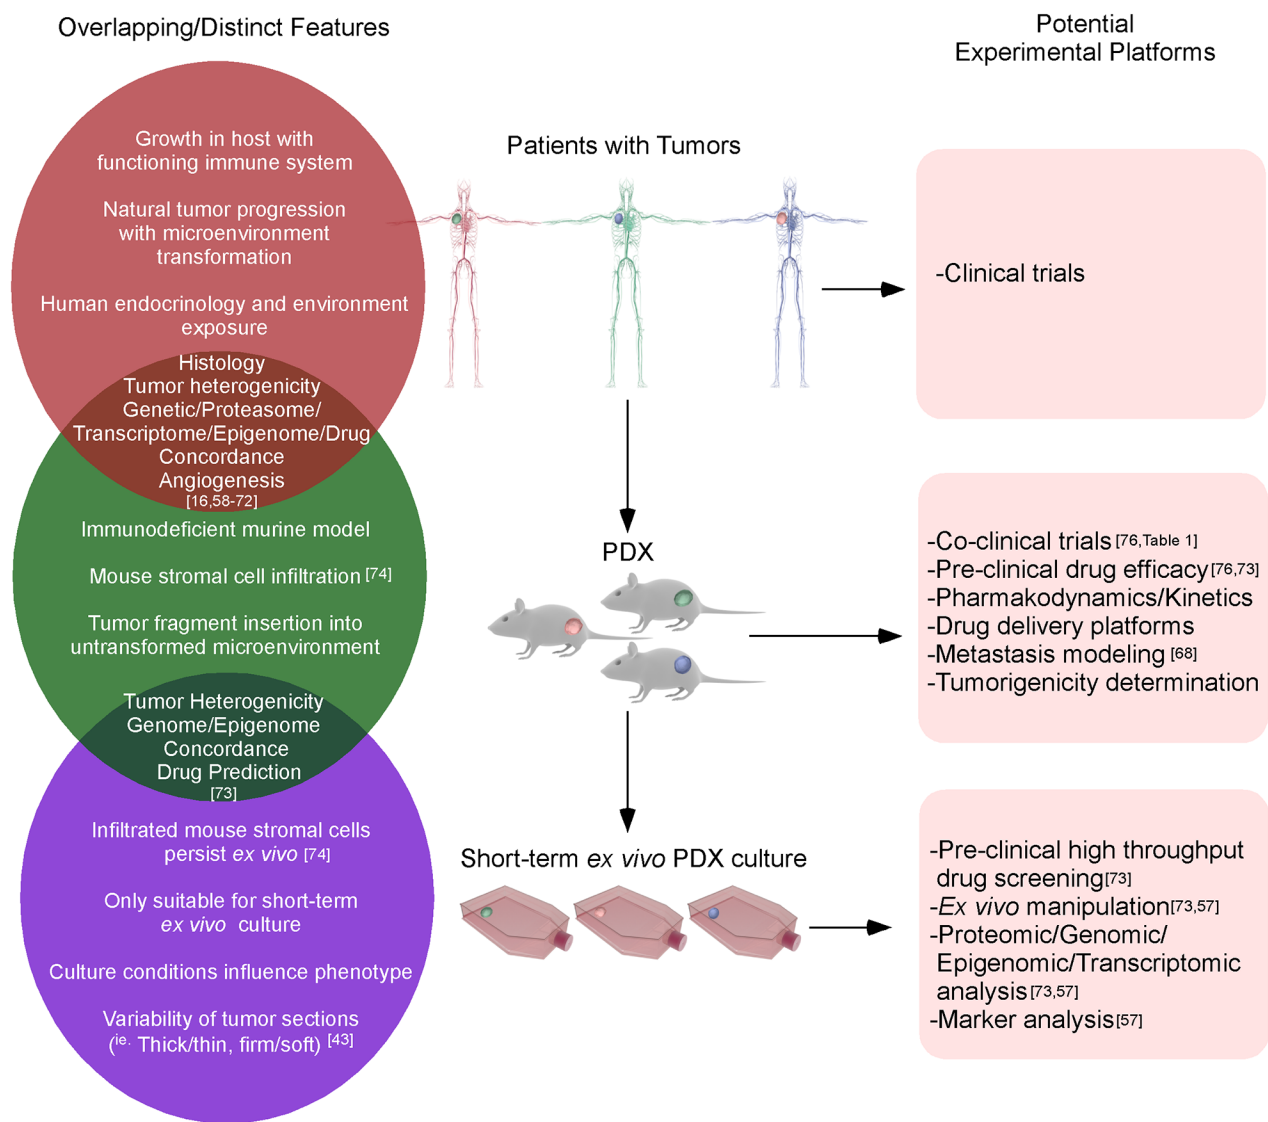 Overlapping/Distinct Features
Growth in host with
functioning immune system
Natural tumor progression
with microenvironment
transformation
Human endocrinology and environment
exposure
Histology
Tumor heterogenicity
Genetic/Proteasome/
Transcriptome/Epigenome/Drug
Concordance
Angiogenesis
[16,58-72]
Immunodeficient murine model
Mouse stromal cell infiltration [74]
Tumor fragment insertion into
untransformed microenvironment
Tumor Heterogenicity
Genome/Epigenome
Concordance
Drug Prediction
[73]
Infiltrated mouse stromal cells
persist ex vivo [74]
Only suitable for short-term
ex vivo culture
Culture conditions influence phenotype
Variability of tumor sections
(ie. Thick/thin, firm/soft) [43]
Patients with Tumors
PDX
Short-term ex vivo PDX culture
Potential
Experimental Platforms
-Clinical trials
-Co-clinical trials[76,Table 1]
-Pre-clinical drug efficacy[76,73]
-Pharmakodynamics/Kinetics
-Drug delivery platforms
-Metastasis modeling [68]
-Tumorigenicity determination
-Pre-clinical high throughput
drug screening[73]
-Ex vivo manipulation[73,57]
-Proteomic/Genomic/
Epigenomic/Transcriptomic
analysis[73,57]
-Marker analysis[57]